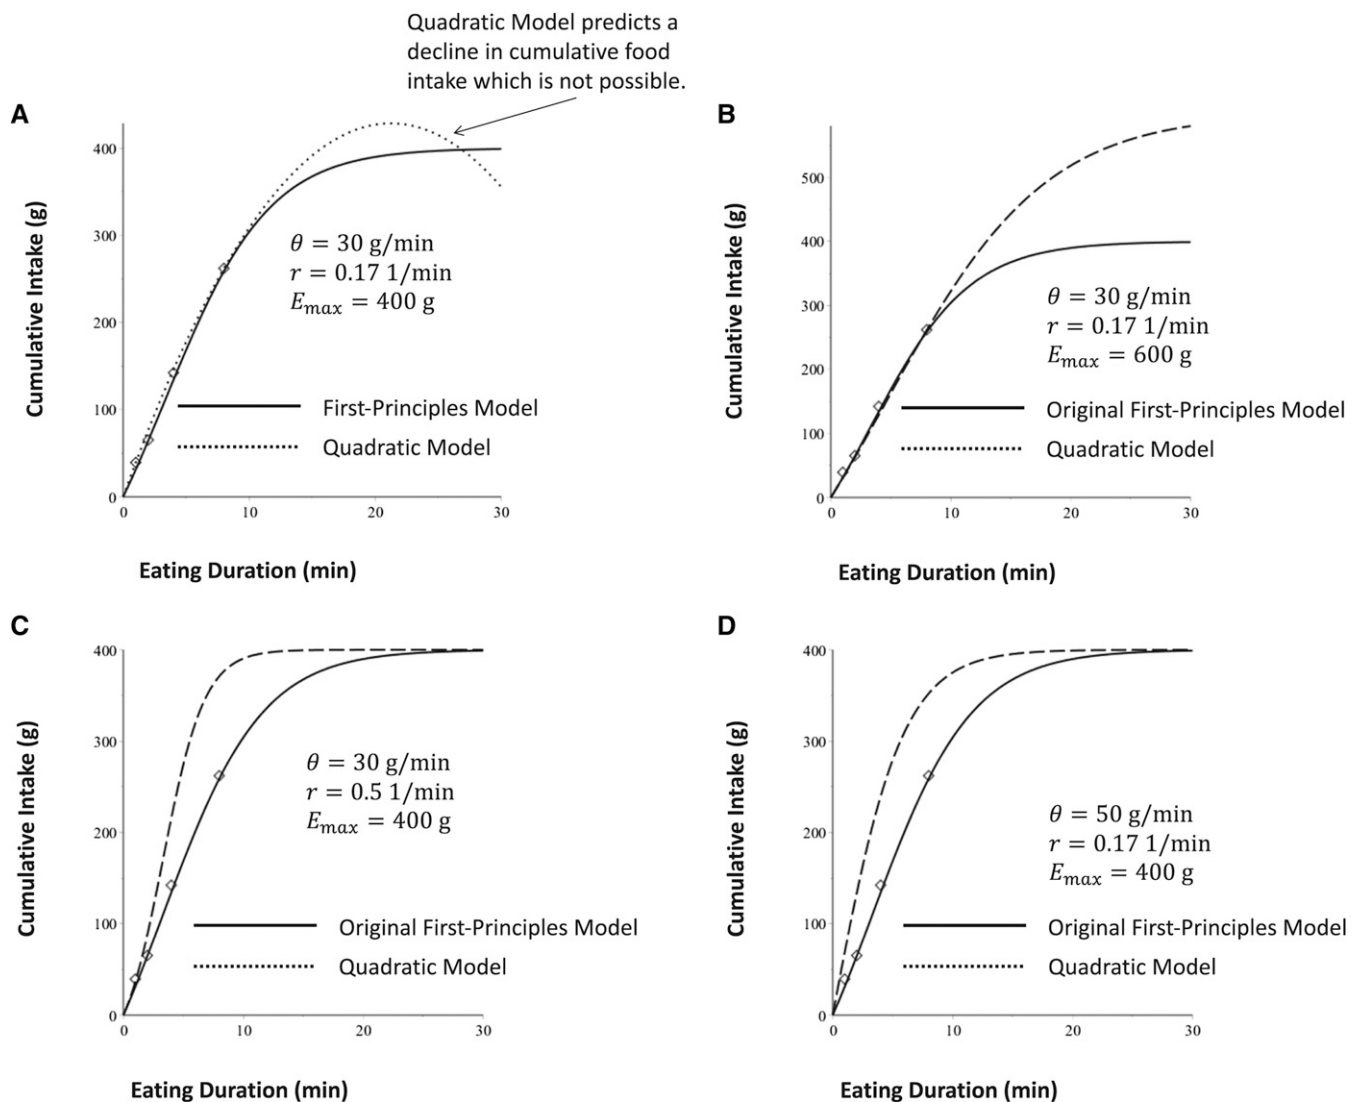 Quadratic Model predicts a
decline in cumulative food
intake which is not possible.
A
Cumulative Intake (g)
400
300
200
100
0
θ = 30 g/min
r = 0.17 1/min
Emax = 400 g
First-Principles Model
Quadratic Model
0 10 20 30
Eating Duration (min)
B
Cumulative Intake (g)
500
400
300
200
100
0
θ = 30 g/min
r = 0.17 1/min
Emax = 600 g
Original First-Principles Model
Quadratic Model
0 10 20 30
Eating Duration (min)
C
Cumulative Intake (g)
400
300
200
100
0
θ = 30 g/min
r = 0.5 1/min
Emax = 400 g
Original First-Principles Model
Quadratic Model
0 10 20 30
Eating Duration (min)
D
Cumulative Intake (g)
400
300
200
100
0
θ = 50 g/min
r = 0.17 1/min
Emax = 400 g
Original First-Principles Model
Quadratic Model
0 10 20 30
Eating Duration (min)